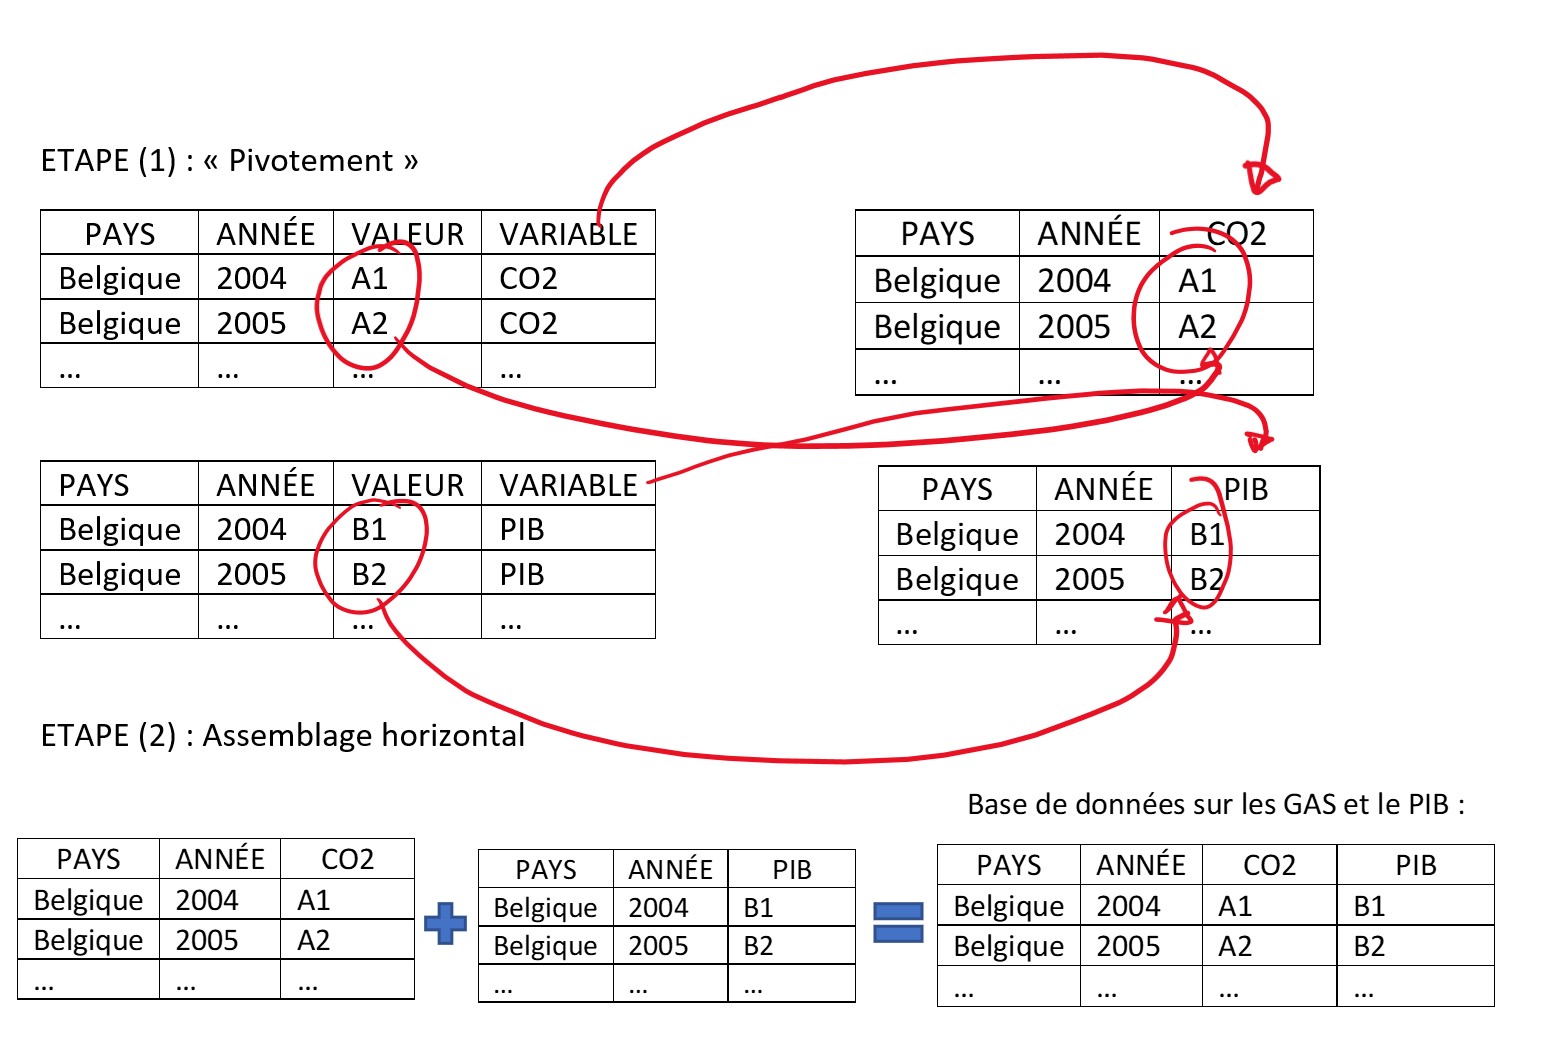 ETAPE (1) : « Pivotement »
PAYS ANNÉE VALEUR VARIABLE
Belgique 2004 A1 CO2
Belgique 2005 A2 CO2
... ... ... ...
PAYS ANNÉE CO2
Belgique 2004 A1
Belgique 2005 A2
... ... ...
PAYS ANNÉE VALEUR VARIABLE
Belgique 2004 B1 PIB
Belgique 2005 B2 PIB
... ... ... ...
PAYS ANNÉE PIB
Belgique 2004 B1
Belgique 2005 B2
... ... ...
ETAPE (2) : Assemblage horizontal
PAYS ANNÉE CO2
Belgique 2004 A1
Belgique 2005 A2
... ... ...
PAYS ANNÉE PIB
Belgique 2004 B1
Belgique 2005 B2
... ... ...
Base de données sur les GAS et le PIB :
PAYS ANNÉE CO2 PIB
Belgique 2004 A1 B1
Belgique 2005 A2 B2
... ... ... ...